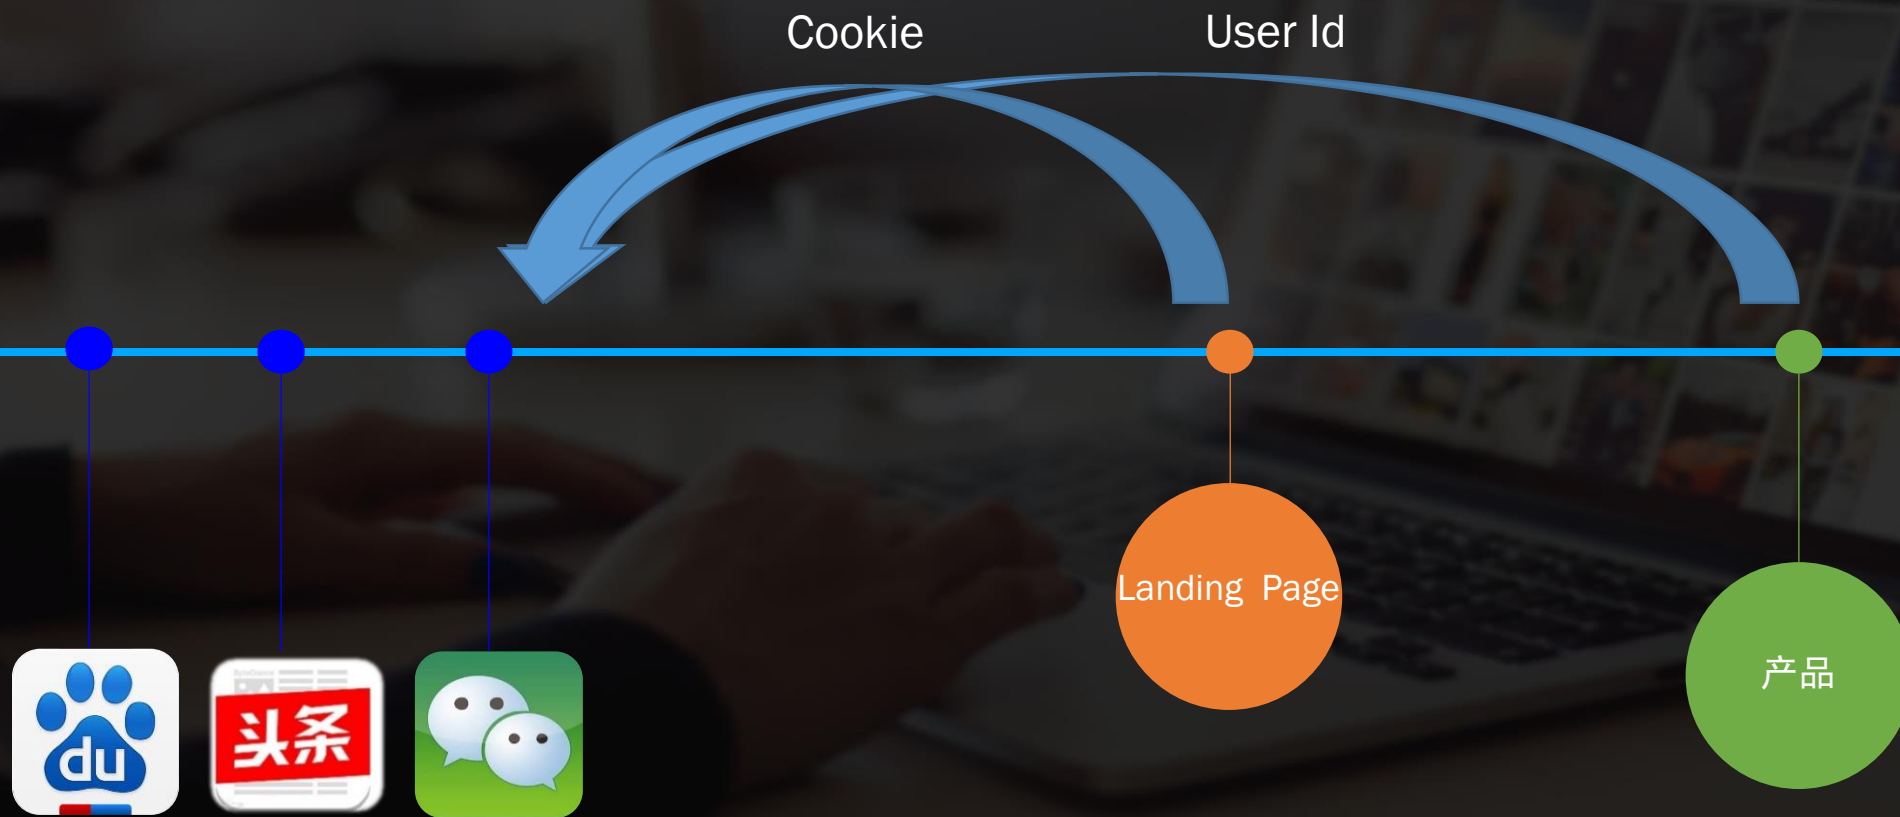 Cookie
User Id
Landing Page
产品
du
头条